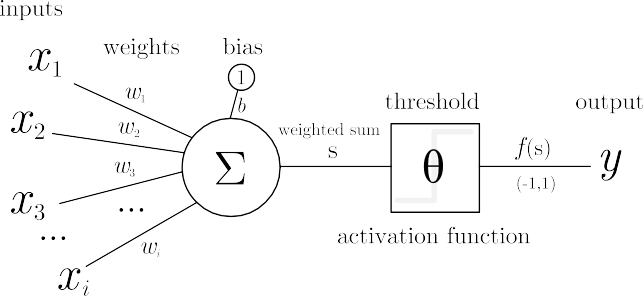 inputs
weights
bias
x₁
1
w₁
b
threshold
output
x₂
w₂
weighted sum
s
Σ
θ
f(s)
y
w₃
(-1,1)
x₃
...
...
wᵢ
activation function
xᵢ